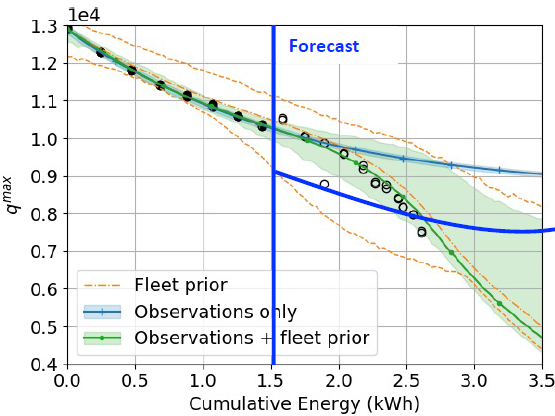 1e4
Forecast
1.3
1.2
1.1
1.0
0.9
0.8
0.7
0.6
0.5
0.4
q^max
Fleet prior
Observations only
Observations + fleet prior
0.0 0.5 1.0 1.5 2.0 2.5 3.0 3.5
Cumulative Energy (kWh)